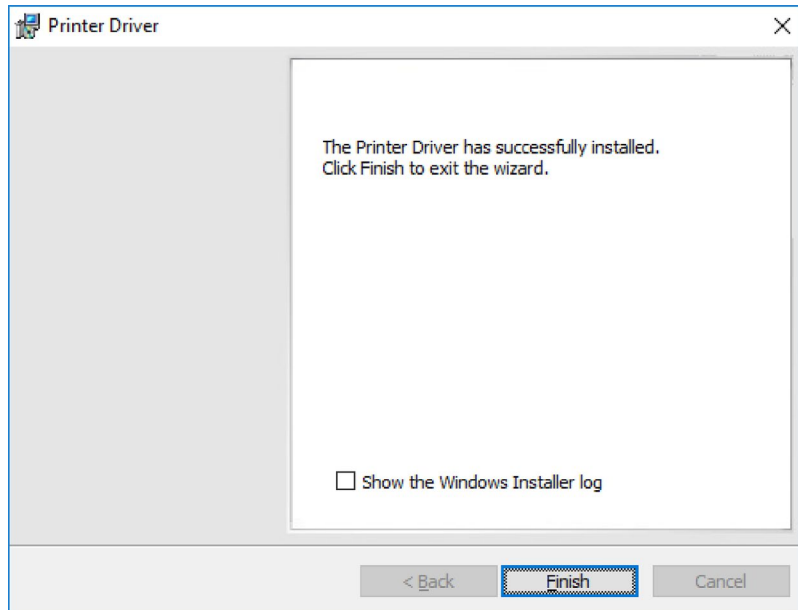 Printer Driver
The Printer Driver has successfully installed.
Click Finish to exit the wizard.
Show the Windows Installer log
< Back
Finish
Cancel